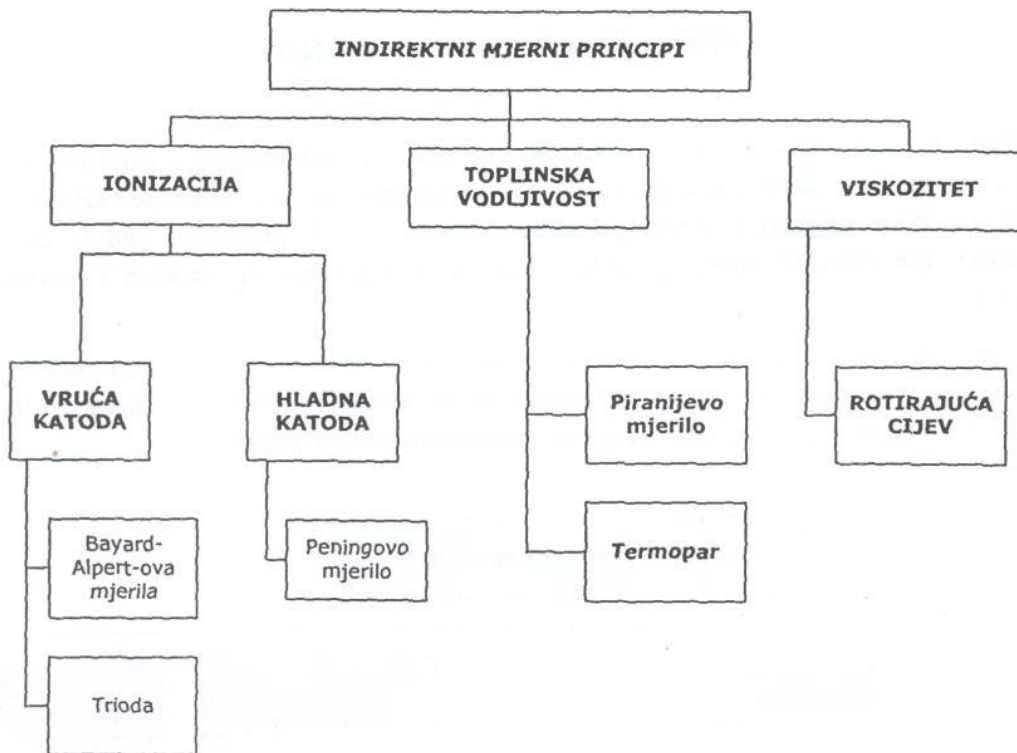 INDIREKTNI MJERNI PRINCIPI
IONIZACIJA
TOPLINSKA
VODLJIVOST
VISKOZITET
VRUĆA
KATODA
HLADNA
KATODA
Piranijevo
mjerilo
ROTIRAJUĆA
CIJEV
Bayard-
Alpert-ova
mjerila
Peningovo
mjerilo
Termopar
Trioda